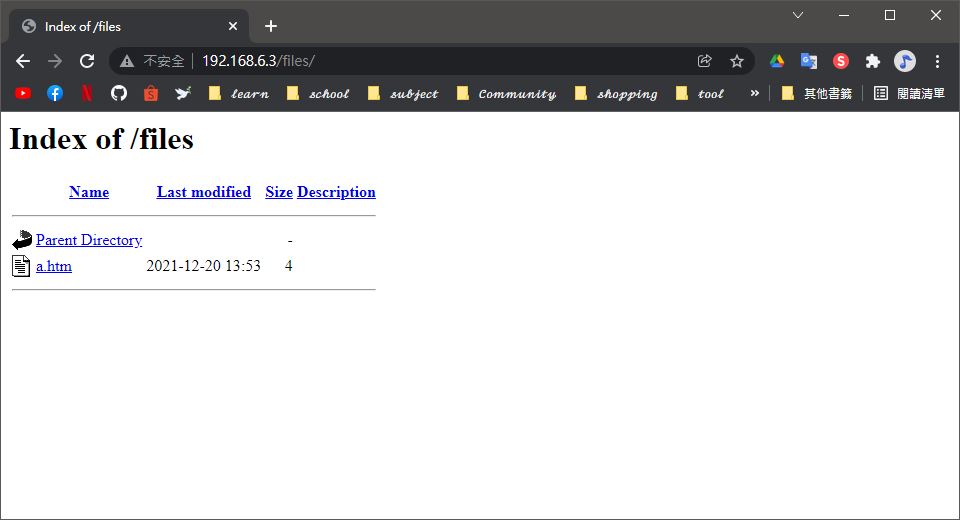 Index of /files
不安全 192.168.6.3/files/
learn school subject Community shopping tool » 其他書籤 閱讀清單
Index of /files
Name Last modified Size Description
Parent Directory -
a.htm 2021-12-20 13:53 4